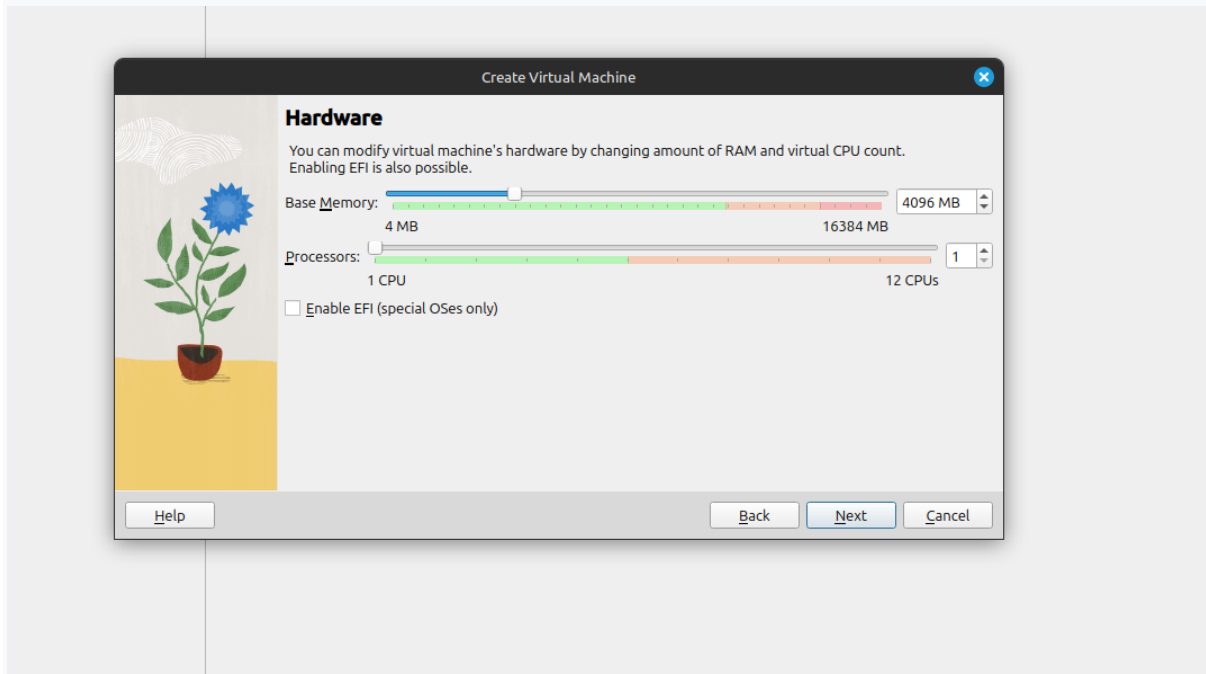 Create Virtual Machine
Hardware
You can modify virtual machine's hardware by changing amount of RAM and virtual CPU count.
Enabling EFI is also possible.
Base Memory: 4096 MB
4 MB 16384 MB
Processors: 1
1 CPU 12 CPUs
Enable EFI (special OSes only)
Help Back Next Cancel